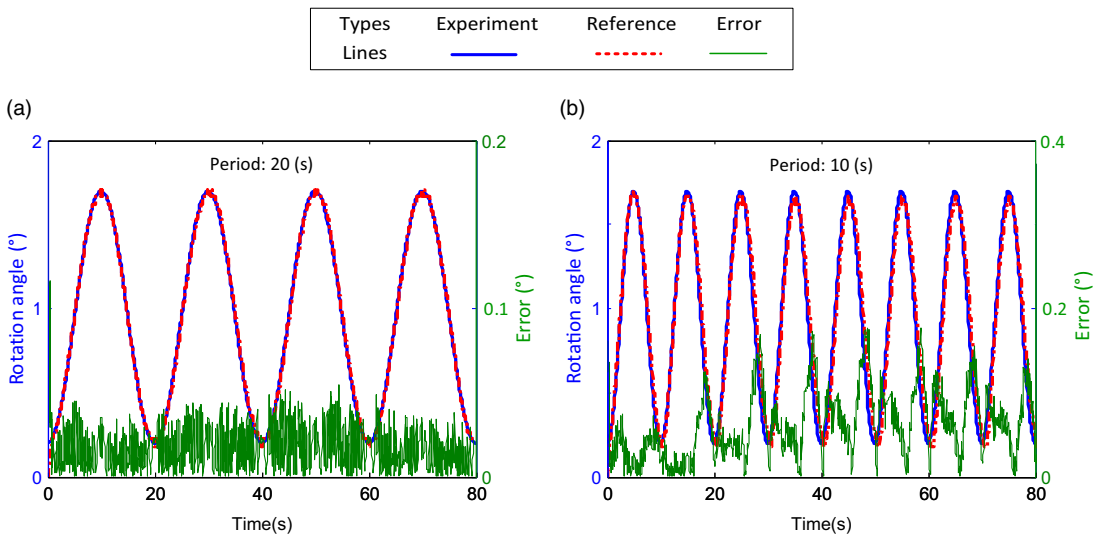 Types Experiment Reference Error
Lines
(a)
(b)
2
0.2
Period: 20 (s)
Rotation angle (°)
1
0.1
Error (°)
0
0
0 20 40 60 80
Time(s)
2
0.4
Period: 10 (s)
Rotation angle (°)
1
0.2
Error (°)
0
0
0 20 40 60 80
Time(s)